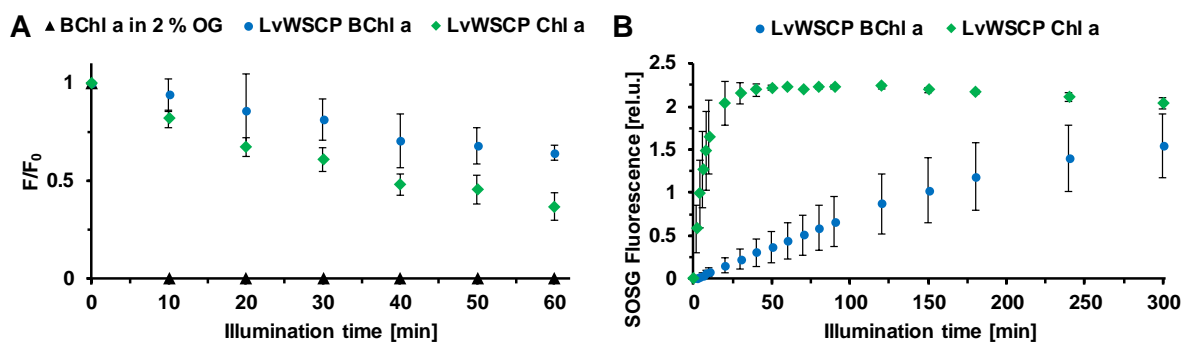 A ▲ BChl a in 2 % OG ● LvWSCP BChl a ◆ LvWSCP Chl a
F/F0
1
0.5
0
0 10 20 30 40 50 60
Illumination time [min]
B ● LvWSCP BChl a ◆ LvWSCP Chl a
SOSG Fluorescence [rel.u.]
2.5
2
1.5
1
0.5
0
0 50 100 150 200 250 300
Illumination time [min]